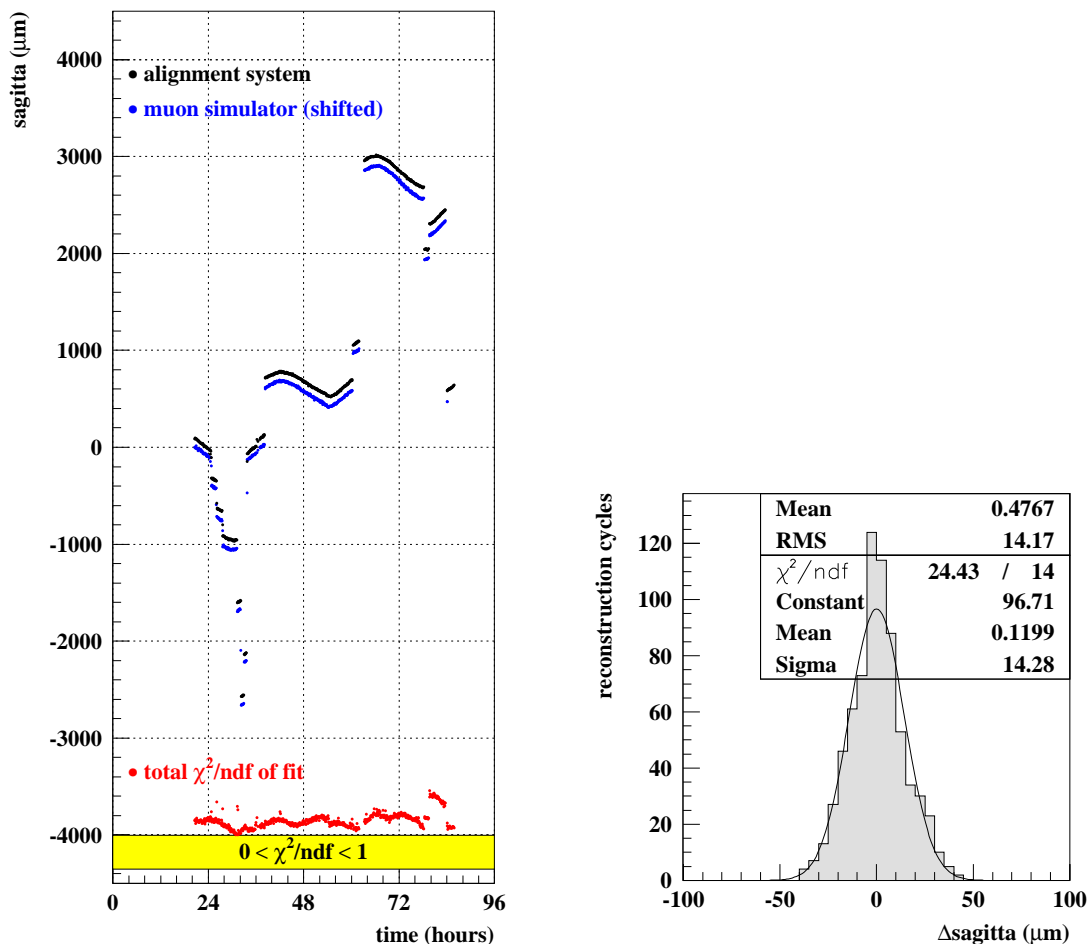 sagitta (μm)
4000
3000
2000
1000
0
-1000
-2000
-3000
-4000
• alignment system
• muon simulator (shifted)
• total χ²/ndf of fit
0 < χ²/ndf < 1
0 24 48 72 96
time (hours)
reconstruction cycles
120
100
80
60
40
20
0
Mean 0.4767
RMS 14.17
χ²/ndf 24.43 / 14
Constant 96.71
Mean 0.1199
Sigma 14.28
-100 -50 0 50 100
Δsagitta (μm)